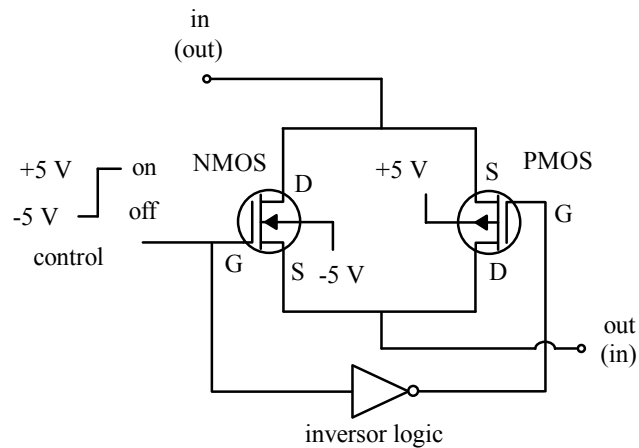 in
(out)
NMOS
D
+5 V
S
PMOS
+5 V
on
-5 V
off
G
control
G
S
-5 V
D
out
(in)
inversor logic